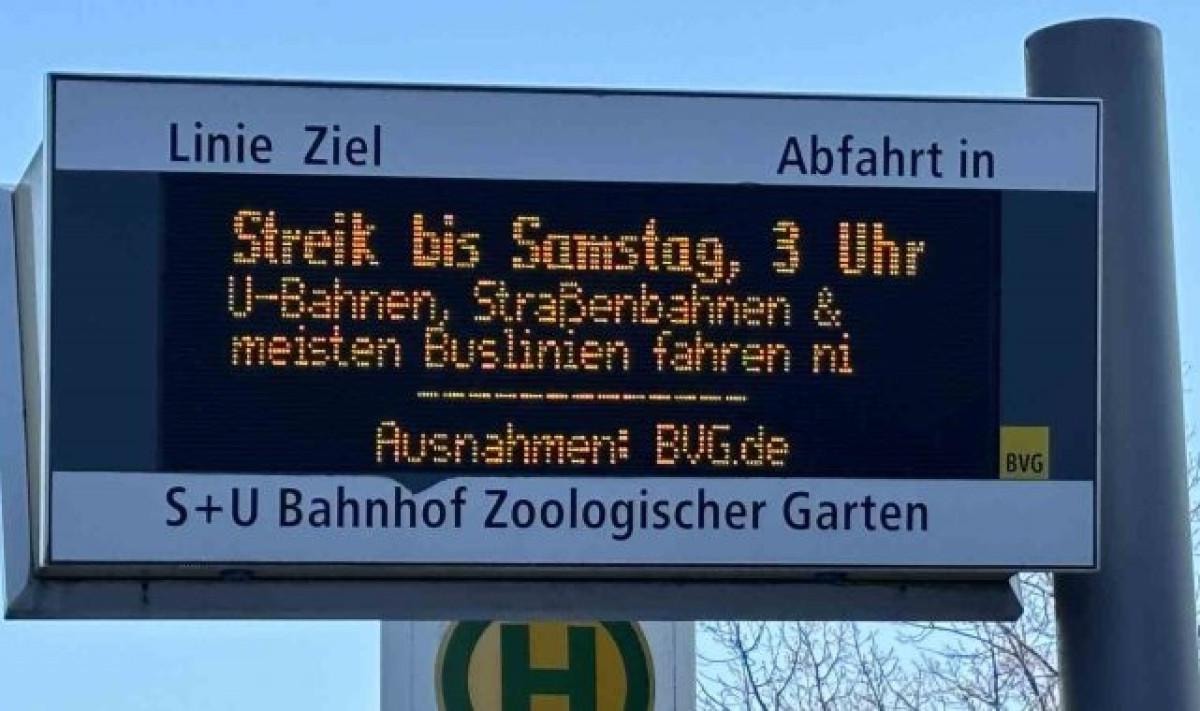 Linie Ziel Abfahrt in
Streik bis Samstag, 3 Uhr
U-Bahnen, Straßenbahnen &
meisten Buslinien fahren ni
Ausnahmen: BVG.de
BVG
S+U Bahnhof Zoologischer Garten
H